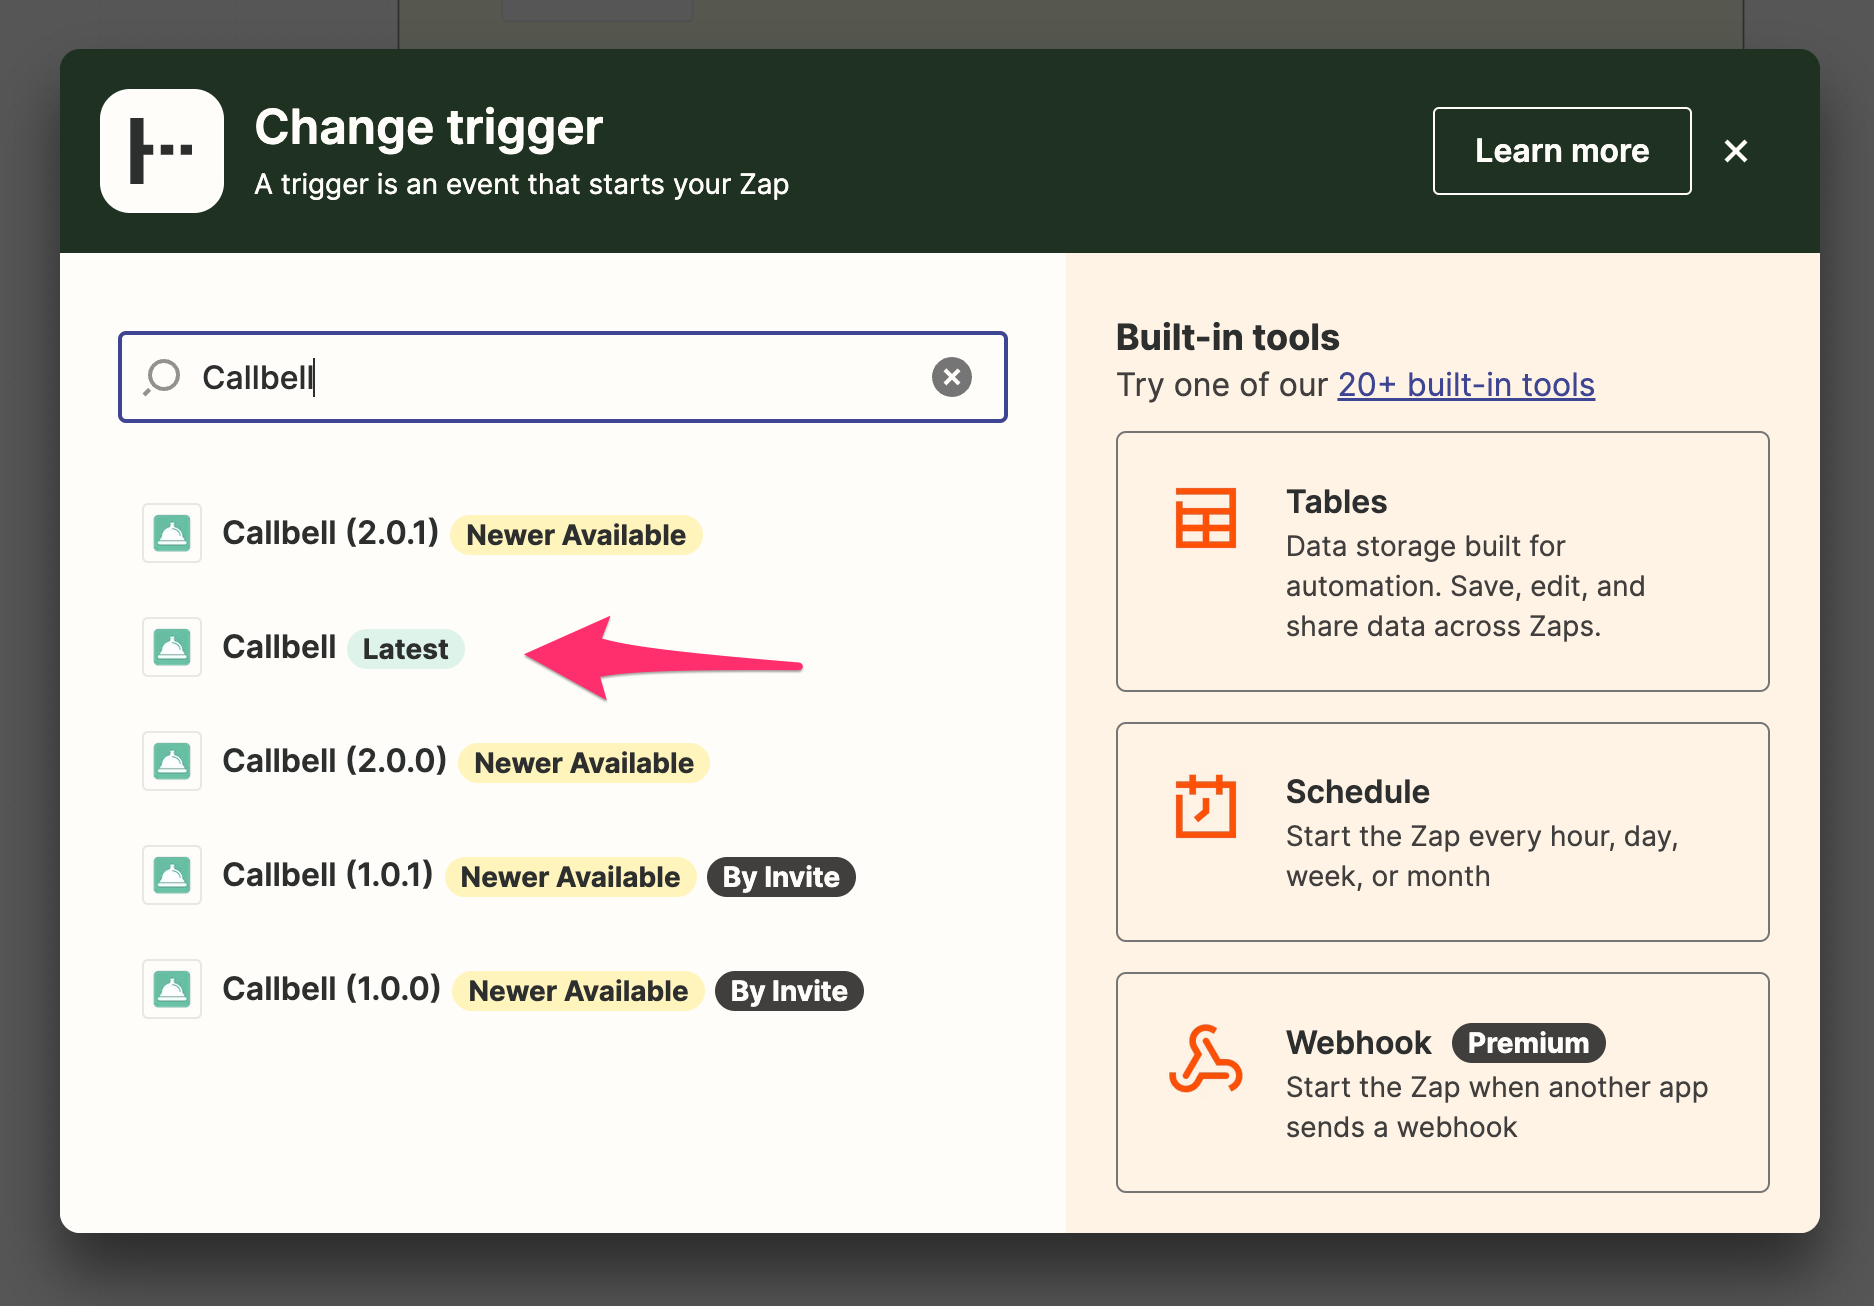 Change trigger
A trigger is an event that starts your Zap
Learn more
Callbell
Callbell (2.0.1) Newer Available
Callbell Latest
Callbell (2.0.0) Newer Available
Callbell (1.0.1) Newer Available By Invite
Callbell (1.0.0) Newer Available By Invite
Built-in tools
Try one of our 20+ built-in tools
Tables
Data storage built for
automation. Save, edit, and
share data across Zaps.
Schedule
Start the Zap every hour, day,
week, or month
Webhook Premium
Start the Zap when another app
sends a webhook